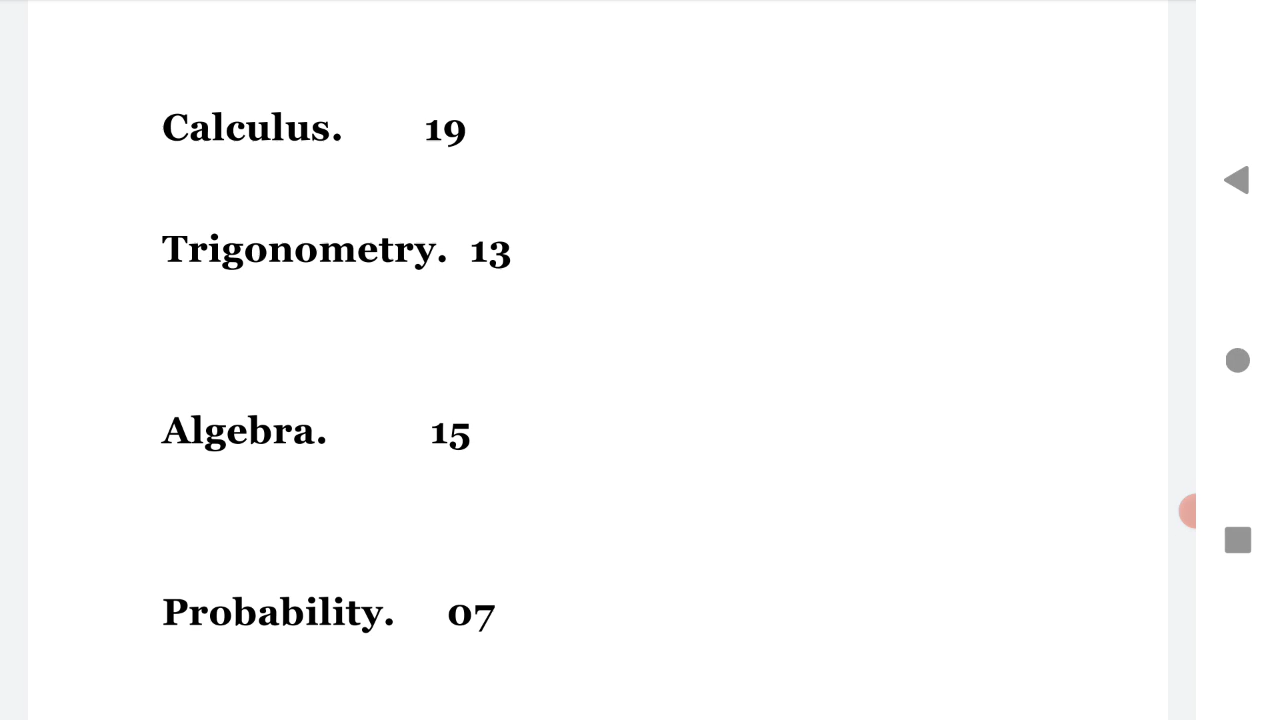 Calculus. 19
Trigonometry. 13
Algebra. 15
Probability. 07